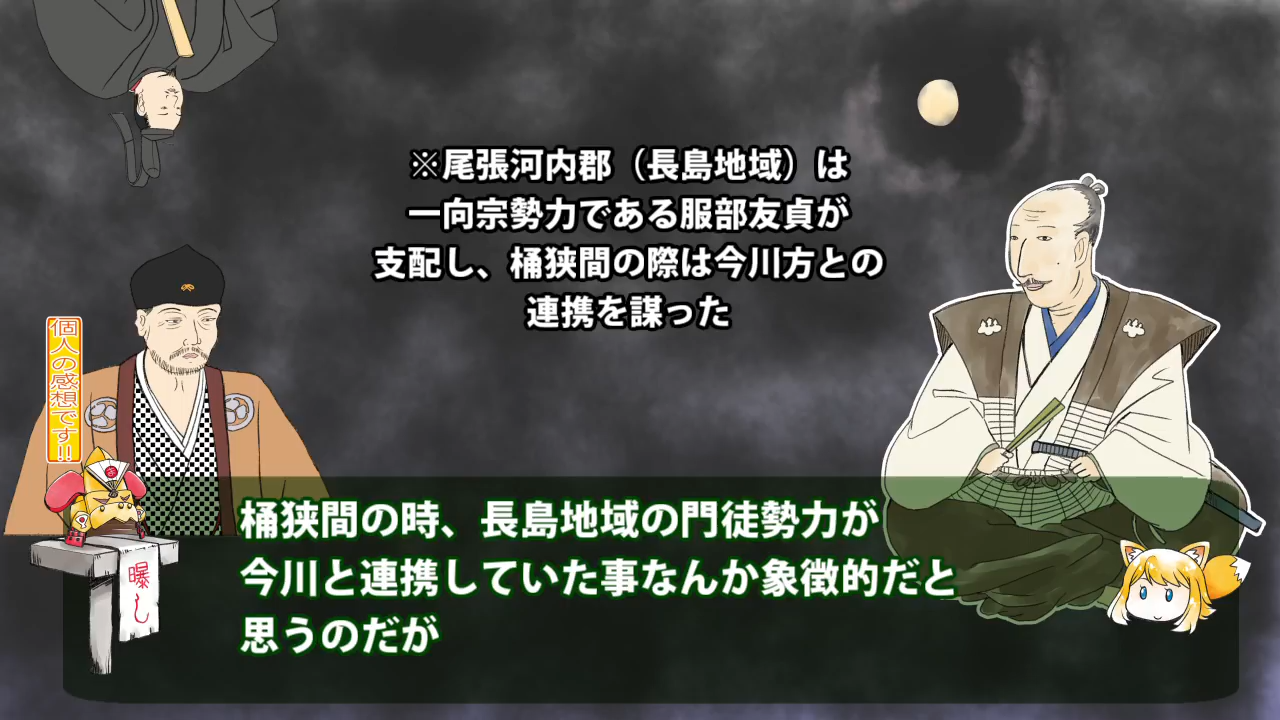 ※尾張河内郡（長島地域）は
一向宗勢力である服部友貞が
支配し、桶狭間の際は今川方との
連携を謀った
個人の感想です!!
曝し
桶狭間の時、長島地域の門徒勢力が
今川と連携していた事なんか象徴的だと
思うのだが